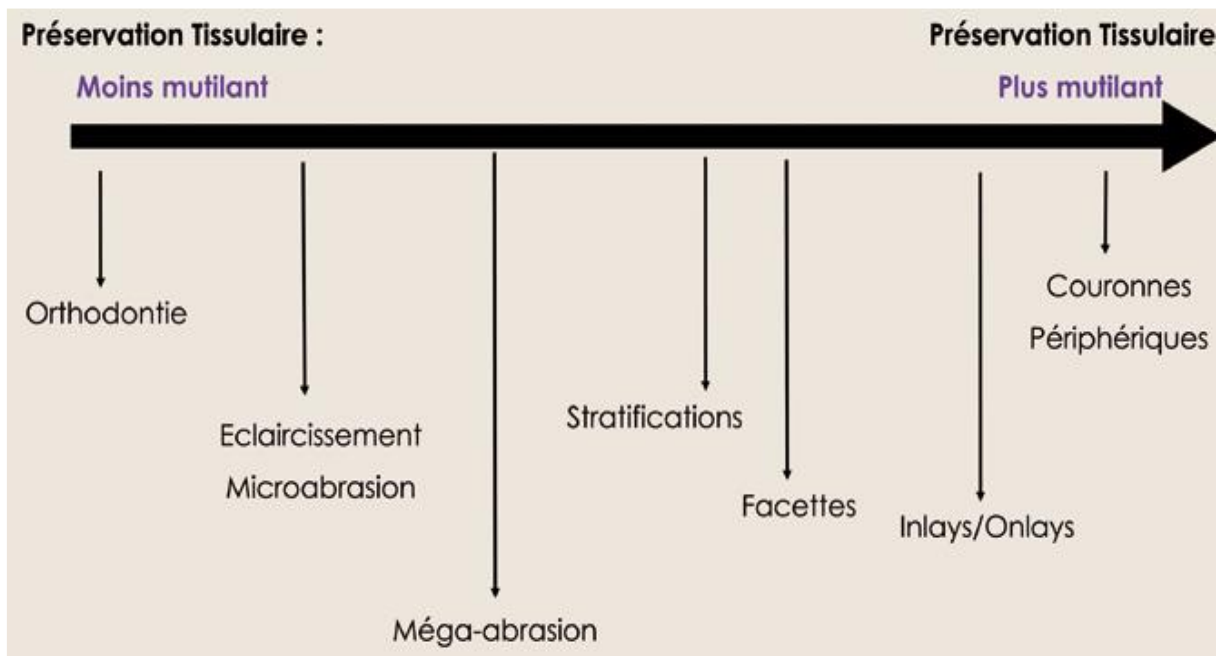 Préservation Tissulaire :
Moins mutilant
Préservation Tissulaire
Plus mutilant
Orthodontie
Eclaircissement
Microabrasion
Méga-abrasion
Stratifications
Facettes
Inlays/Onlays
Couronnes
Périphériques